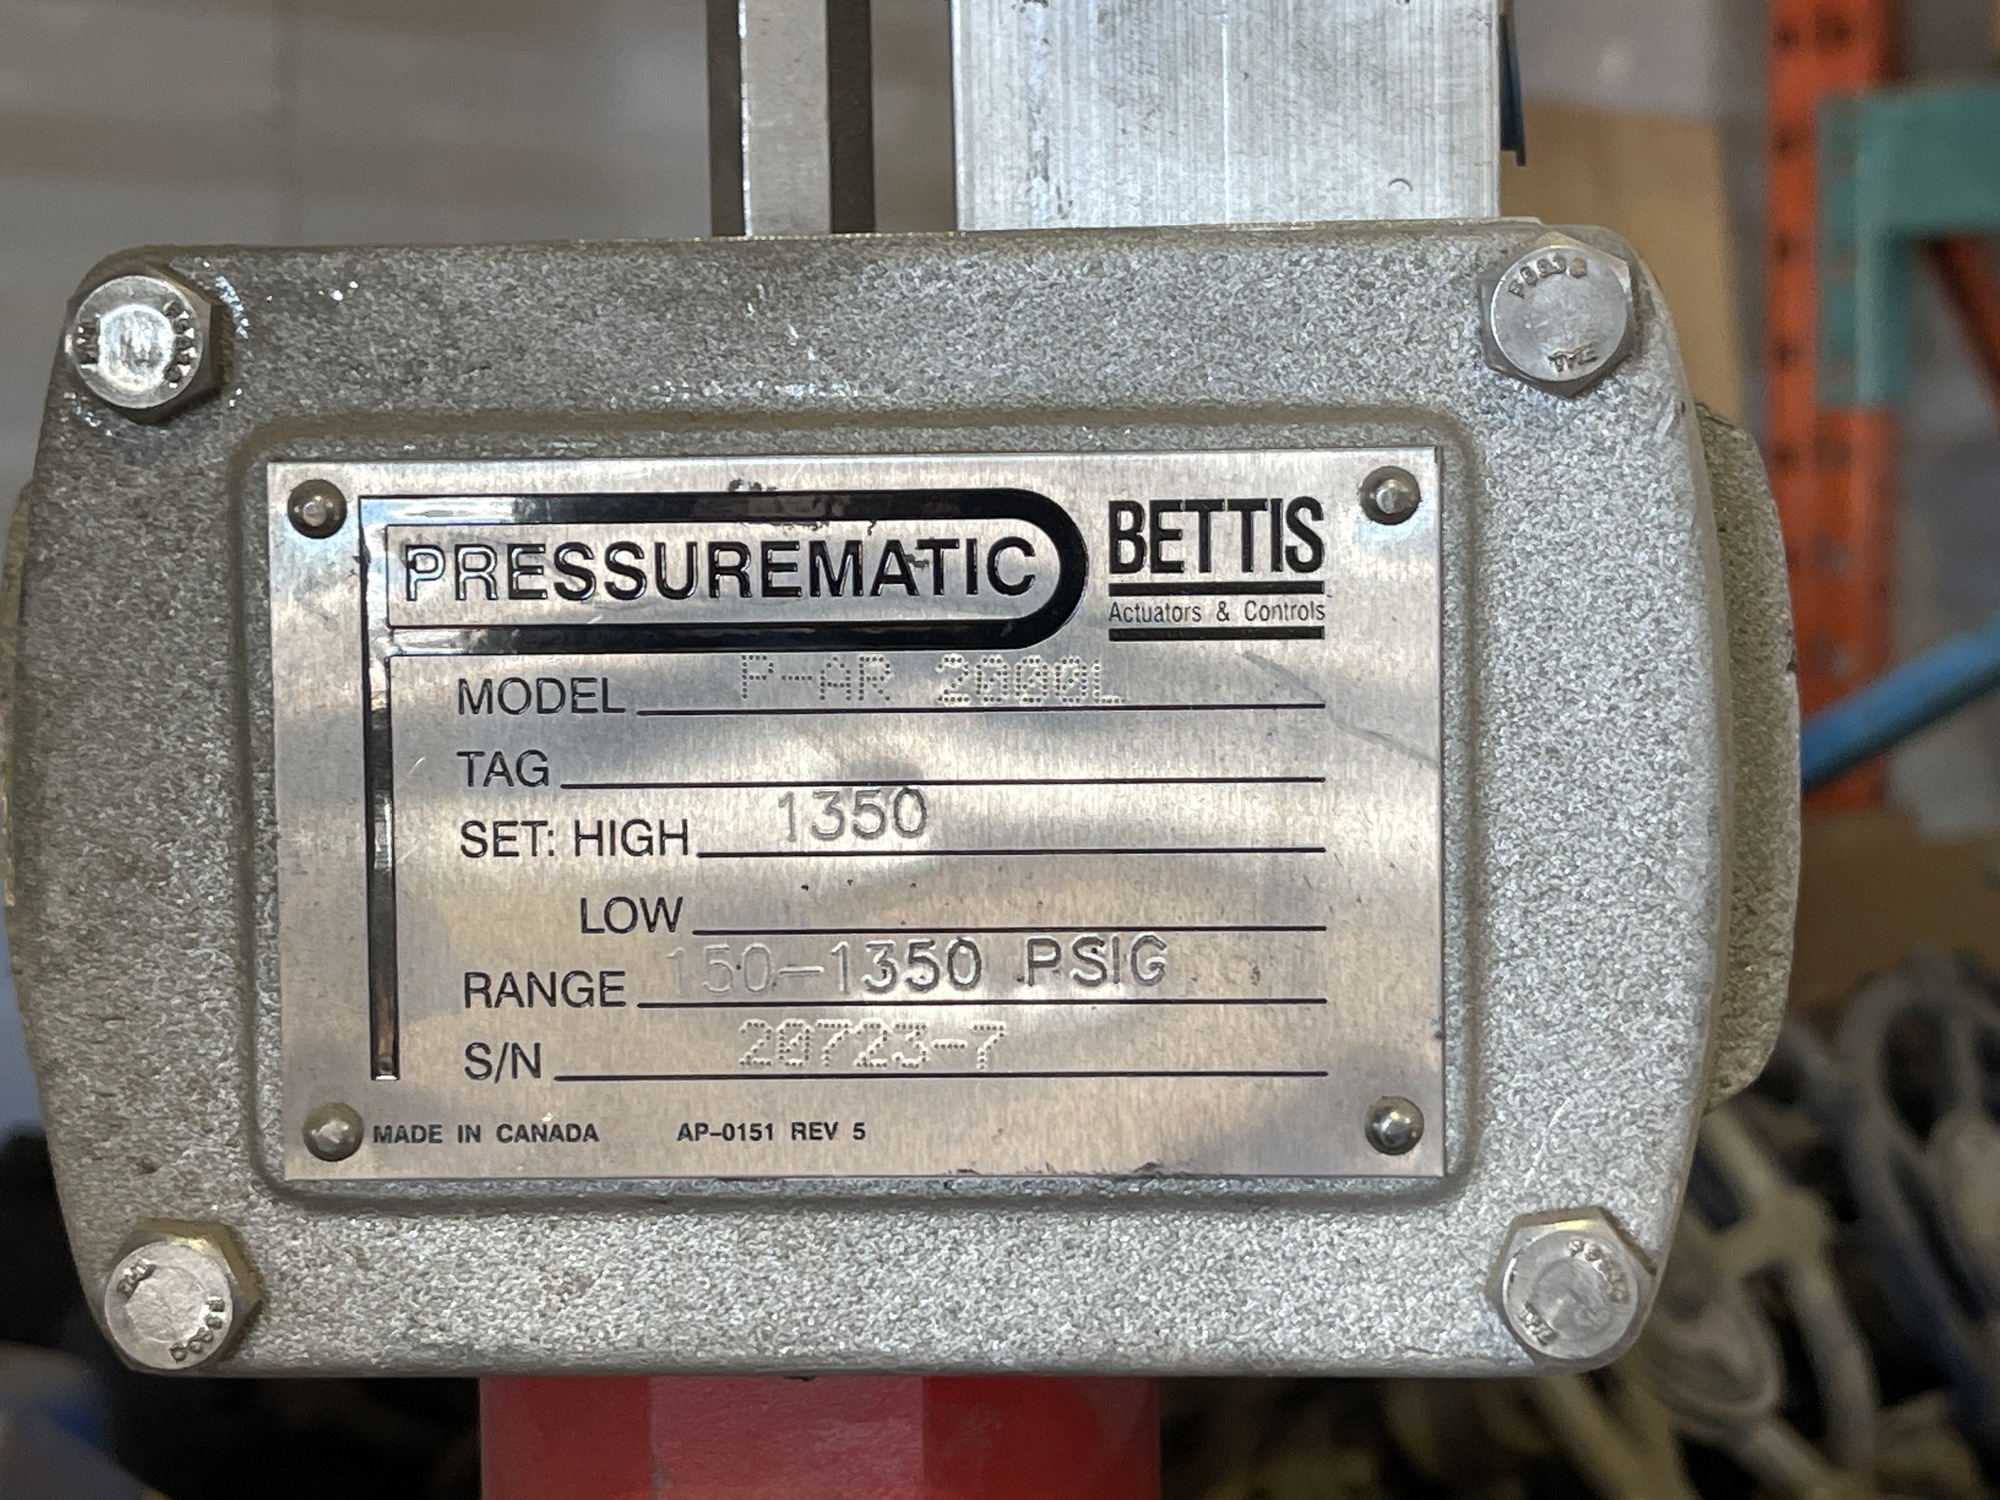 PRESSUREMATIC
BETTIS
Actuators & Controls
MODEL P-AR 2000L
TAG
SET: HIGH 1350
LOW
RANGE 150-1350 PSIG
S/N 20723-7
MADE IN CANADA AP-0151 REV 5